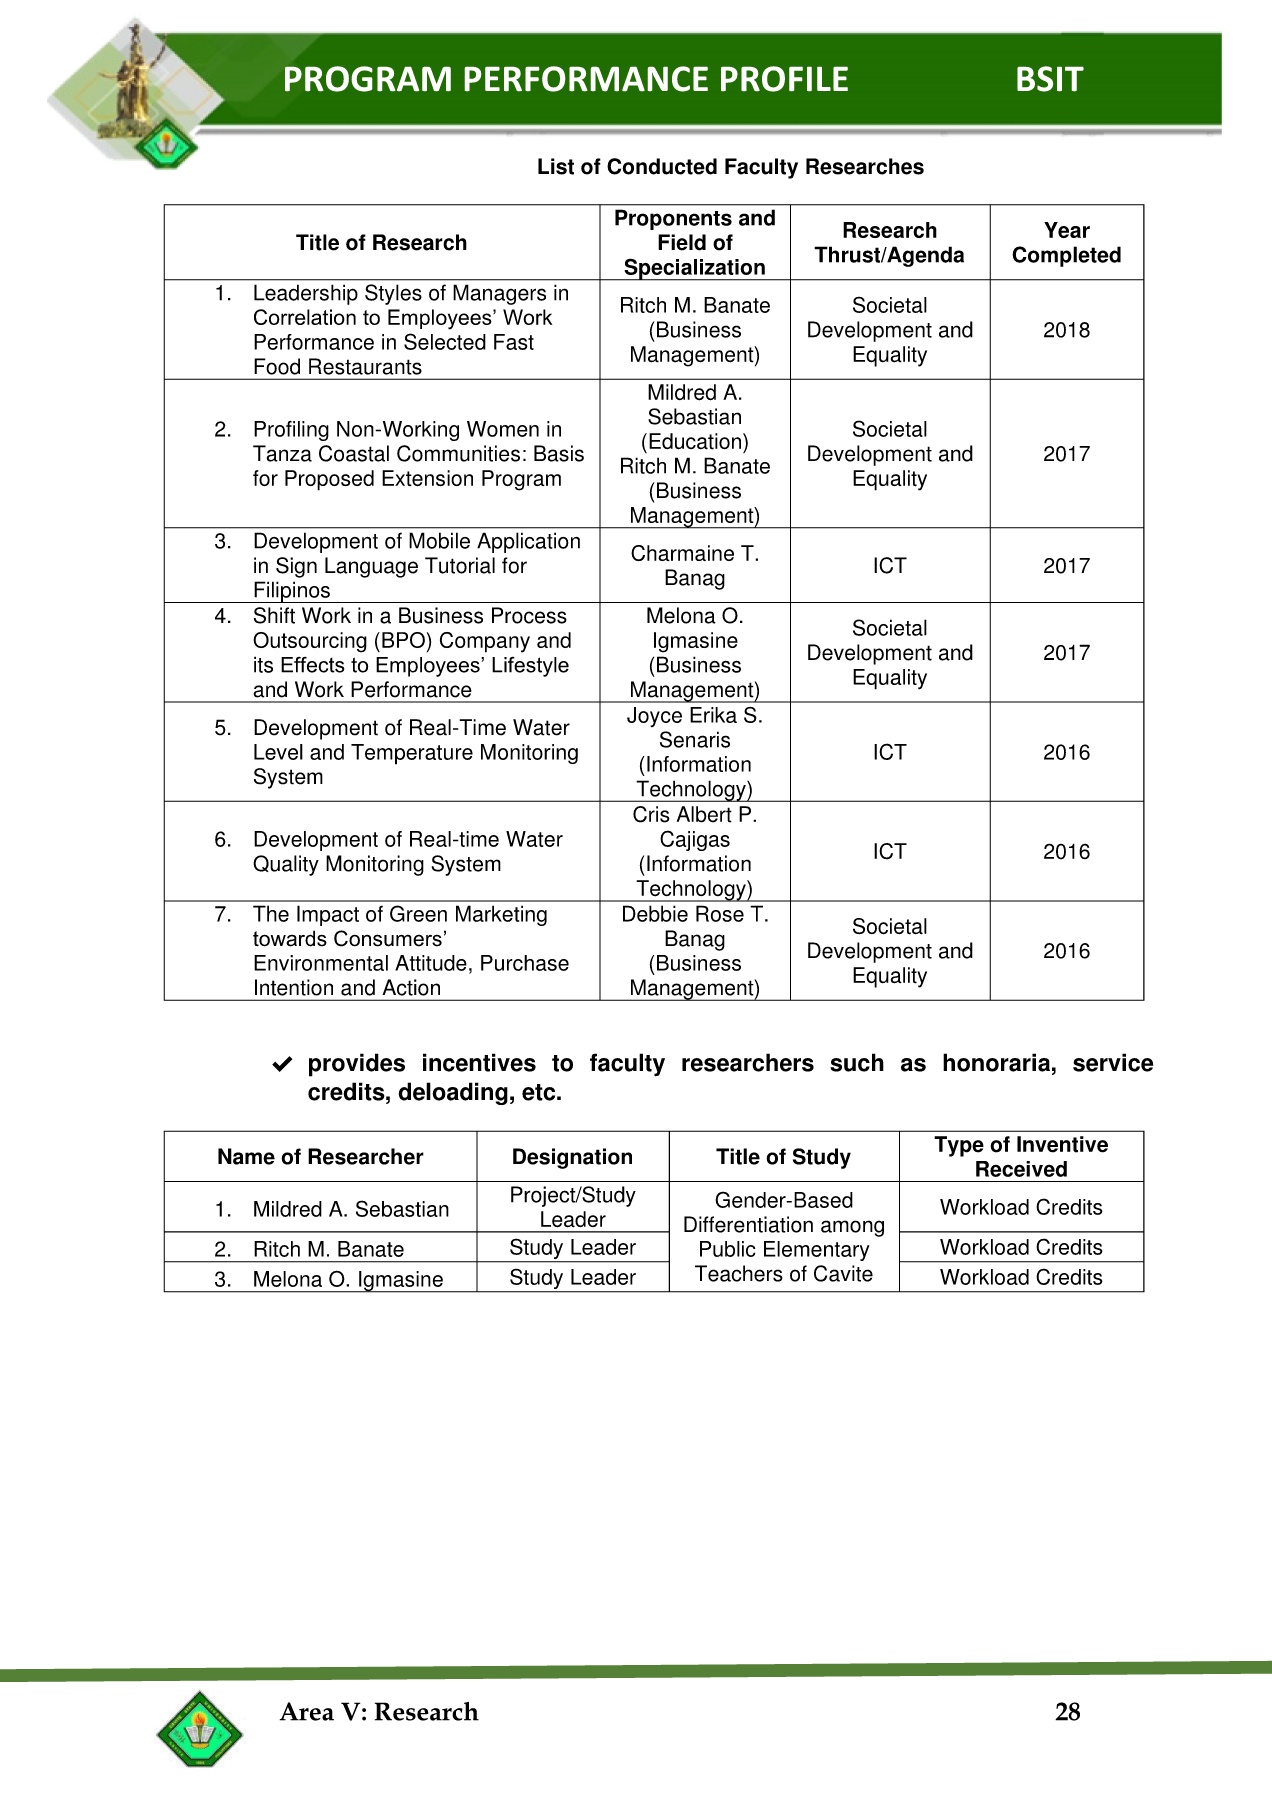 PROGRAM PERFORMANCE PROFILE BSIT
List of Conducted Faculty Researches
Title of Research
Proponents and
Field of
Specialization
Research
Thrust/Agenda
Year
Completed
1. Leadership Styles of Managers in
Correlation to Employees’ Work
Performance in Selected Fast
Food Restaurants
Ritch M. Banate
(Business
Management)
Societal
Development and
Equality
2018
2. Profiling Non-Working Women in
Tanza Coastal Communities: Basis
for Proposed Extension Program
Mildred A.
Sebastian
(Education)
Ritch M. Banate
(Business
Management)
Societal
Development and
Equality
2017
3. Development of Mobile Application
in Sign Language Tutorial for
Filipinos
Charmaine T.
Banag
ICT
2017
4. Shift Work in a Business Process
Outsourcing (BPO) Company and
its Effects to Employees’ Lifestyle
and Work Performance
Melona O.
Igmasine
(Business
Management)
Societal
Development and
Equality
2017
5. Development of Real-Time Water
Level and Temperature Monitoring
System
Joyce Erika S.
Senaris
(Information
Technology)
ICT
2016
6. Development of Real-time Water
Quality Monitoring System
Cris Albert P.
Cajigas
(Information
Technology)
ICT
2016
7. The Impact of Green Marketing
towards Consumers’
Environmental Attitude, Purchase
Intention and Action
Debbie Rose T.
Banag
(Business
Management)
Societal
Development and
Equality
2016
✓ provides incentives to faculty researchers such as honoraria, service
credits, deloading, etc.
Name of Researcher
Designation
Title of Study
Type of Inventive
Received
1. Mildred A. Sebastian
Project/Study
Leader
Gender-Based
Differentiation among
Public Elementary
Teachers of Cavite
Workload Credits
2. Ritch M. Banate
Study Leader
Workload Credits
3. Melona O. Igmasine
Study Leader
Workload Credits
Area V: Research 28